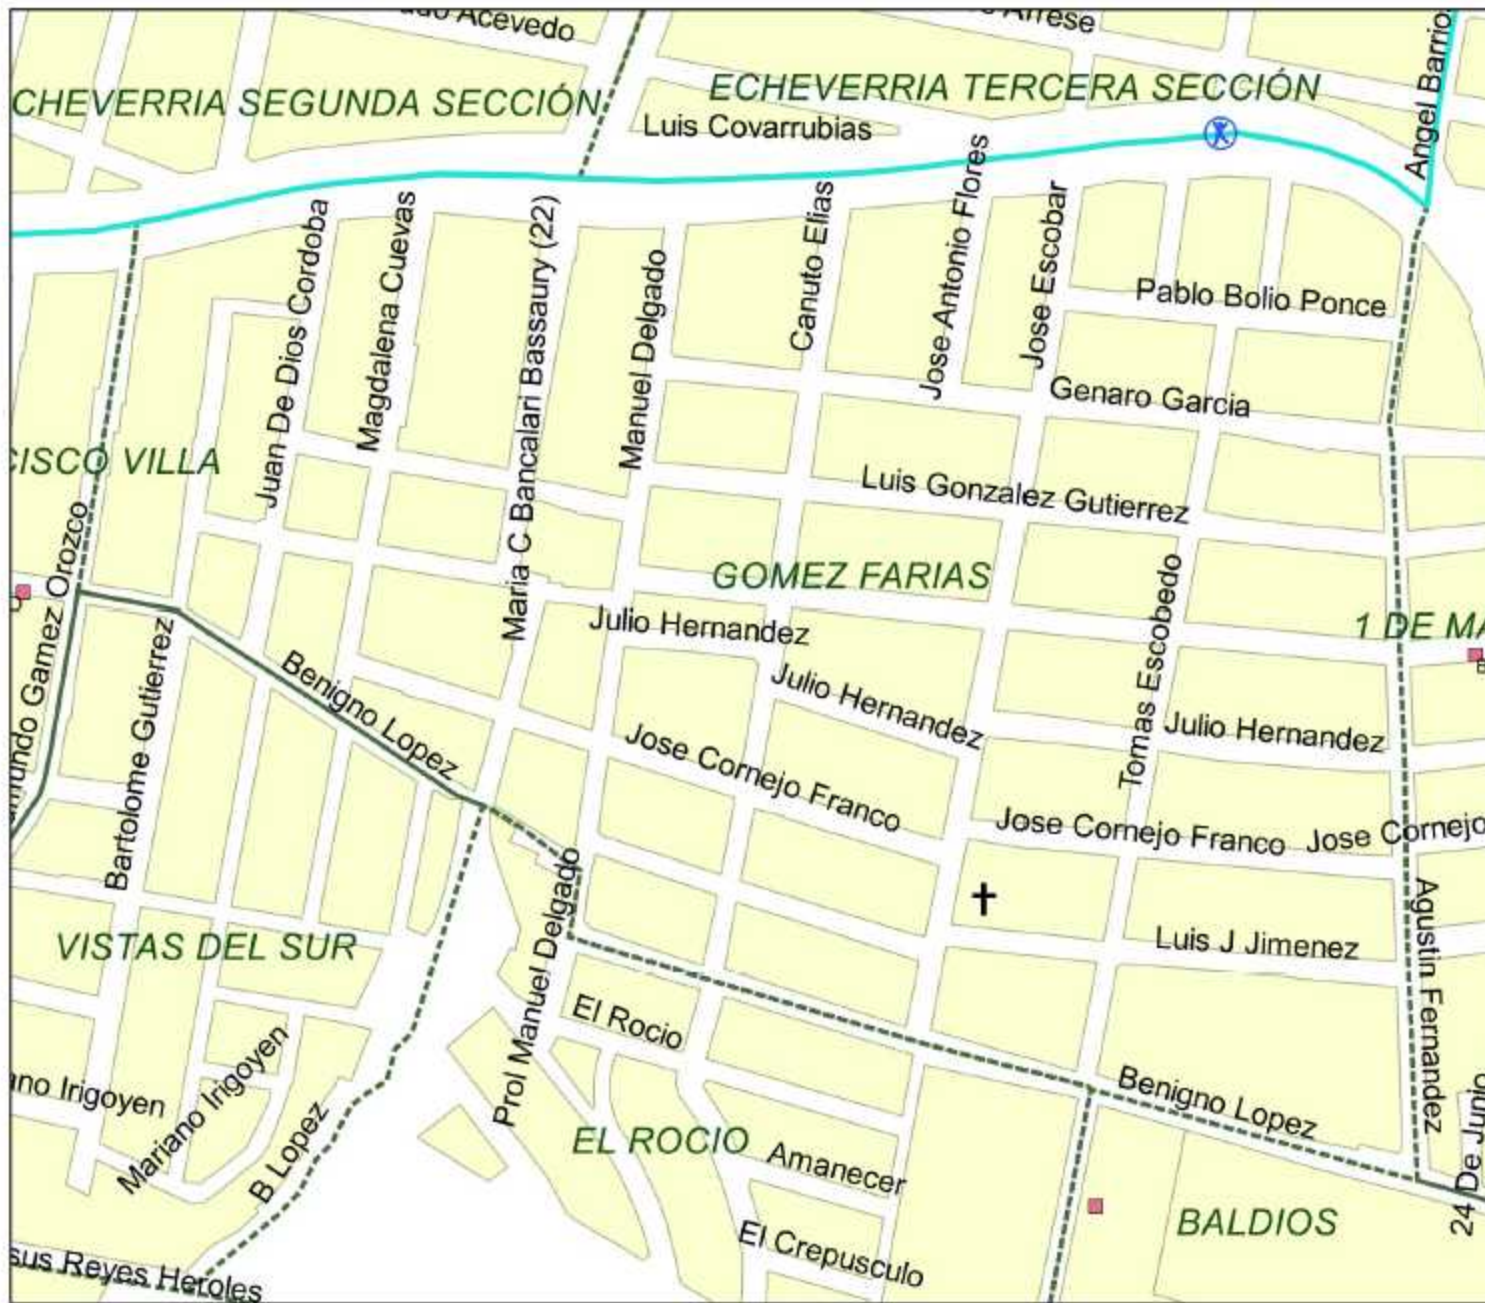 Acevedo
CHEVERRIA SEGUNDA SECCIÓN
ECHEVERRIA TERCERA SECCIÓN
Luis Covarrubias
Angel Barrio
Juan De Dios Cordoba
Magdalena Cuevas
Maria C Bancalari Bassaury (22)
Manuel Delgado
Canuto Elias
Jose Antonio Flores
Jose Escobar
Pablo Bolio Ponce
Genaro Garcia
CISCO VILLA
Luis Gonzalez Gutierrez
GOMEZ FARIAS
Julio Hernandez
1 DE MA
Tomas Escobedo
mundo Gamez Orozco
Bartolome Gutierrez
Benigno Lopez
Julio Hernandez
Julio Hernandez
Jose Cornejo Franco
Jose Cornejo Franco
Jose Cornejo
VISTAS DEL SUR
Prol Manuel Delgado
Luis J Jimenez
Agustin Fernandez
El Rocio
ano Irigoyen
Mariano Irigoyen
B Lopez
Benigno Lopez
EL ROCIO
Amanecer
24 De Junio
BALDIOS
El Crepusculo
sus Reyes Heroles